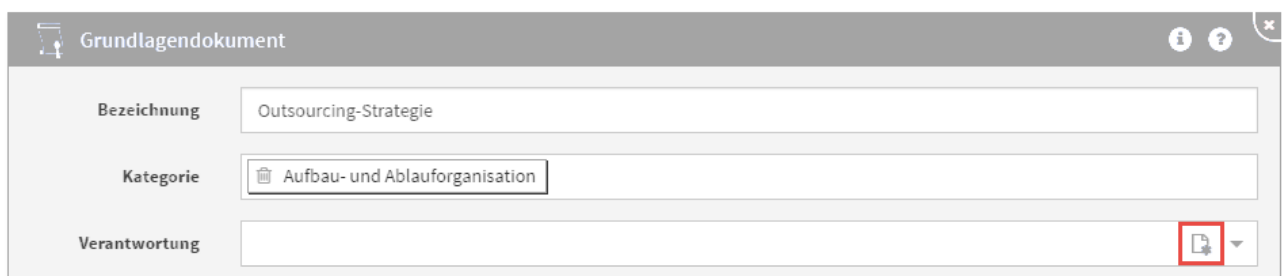 Grundlagendokument
Bezeichnung Outsourcing-Strategie
Kategorie Aufbau- und Ablauforganisation
Verantwortung